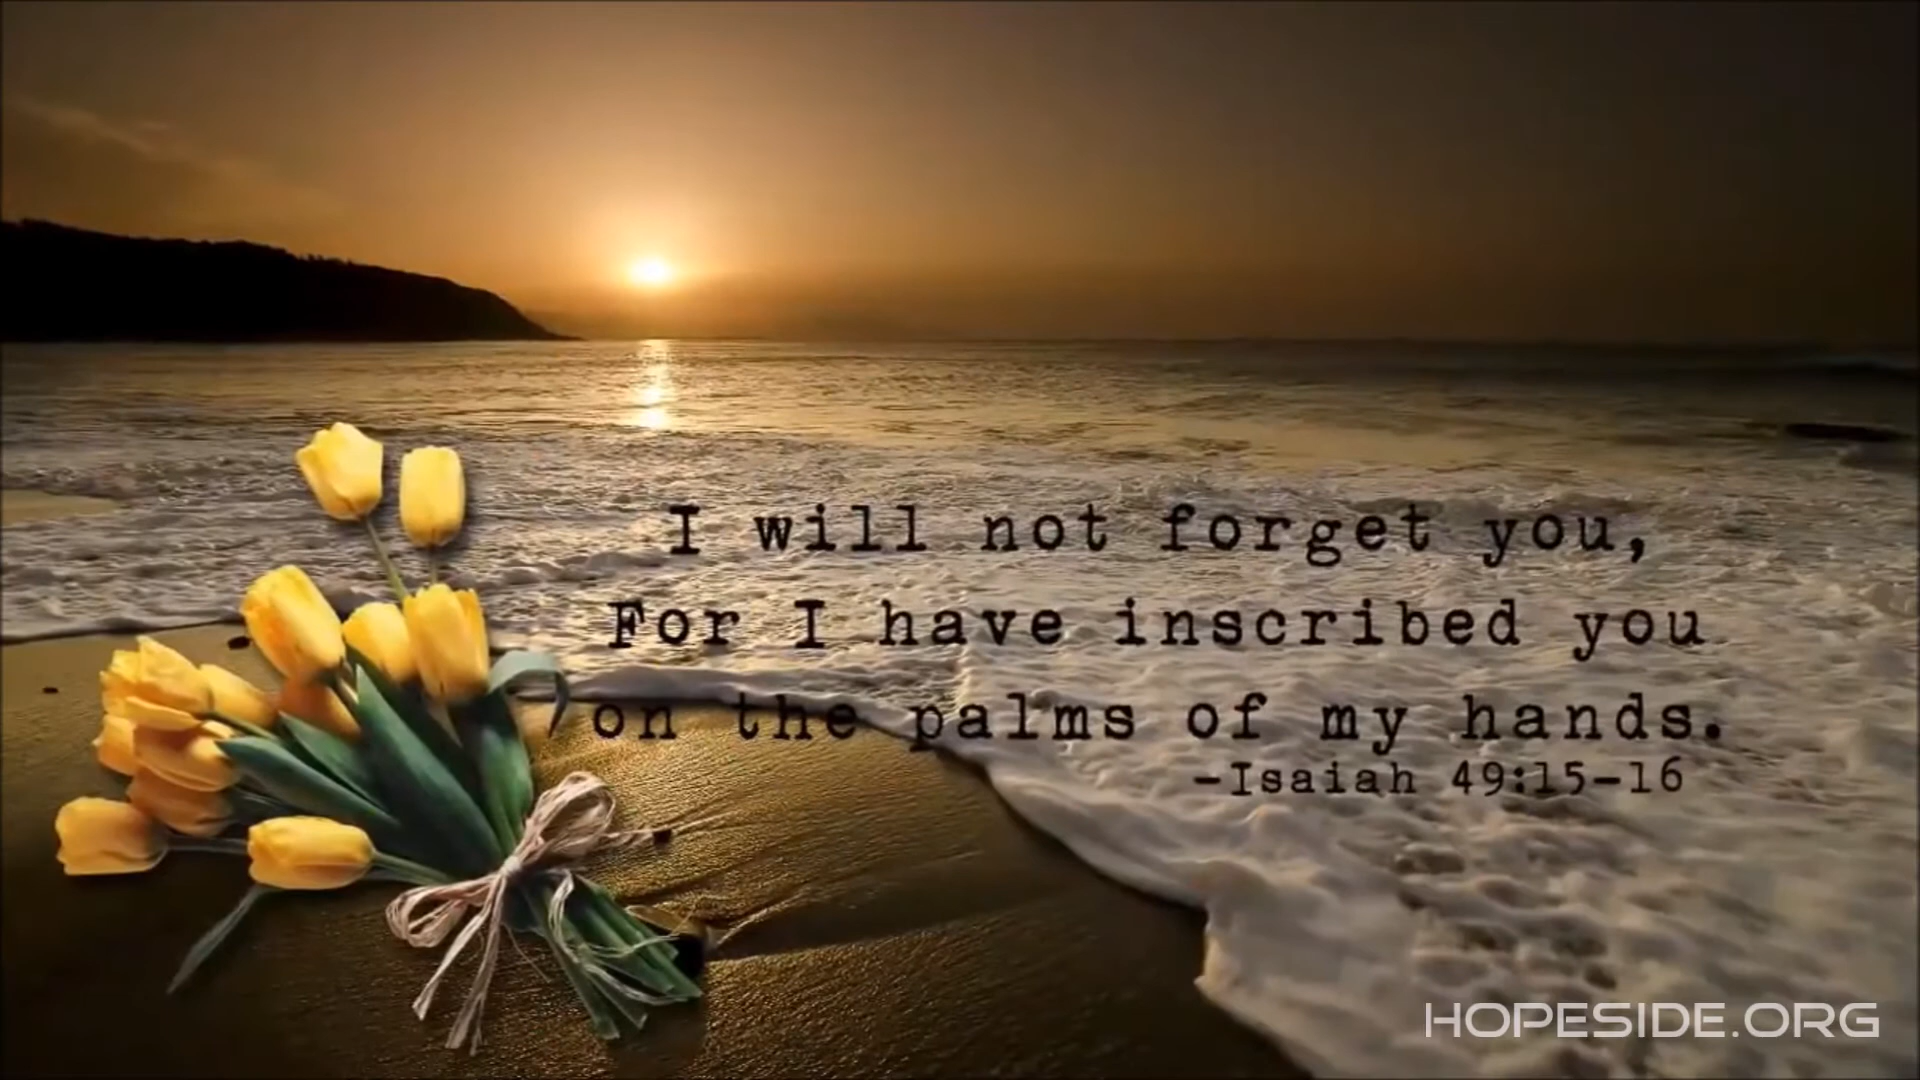 I will not forget you,
For I have inscribed you
on the palms of my hands.
-Isaiah 49:15-16
HOPESIDE.ORG